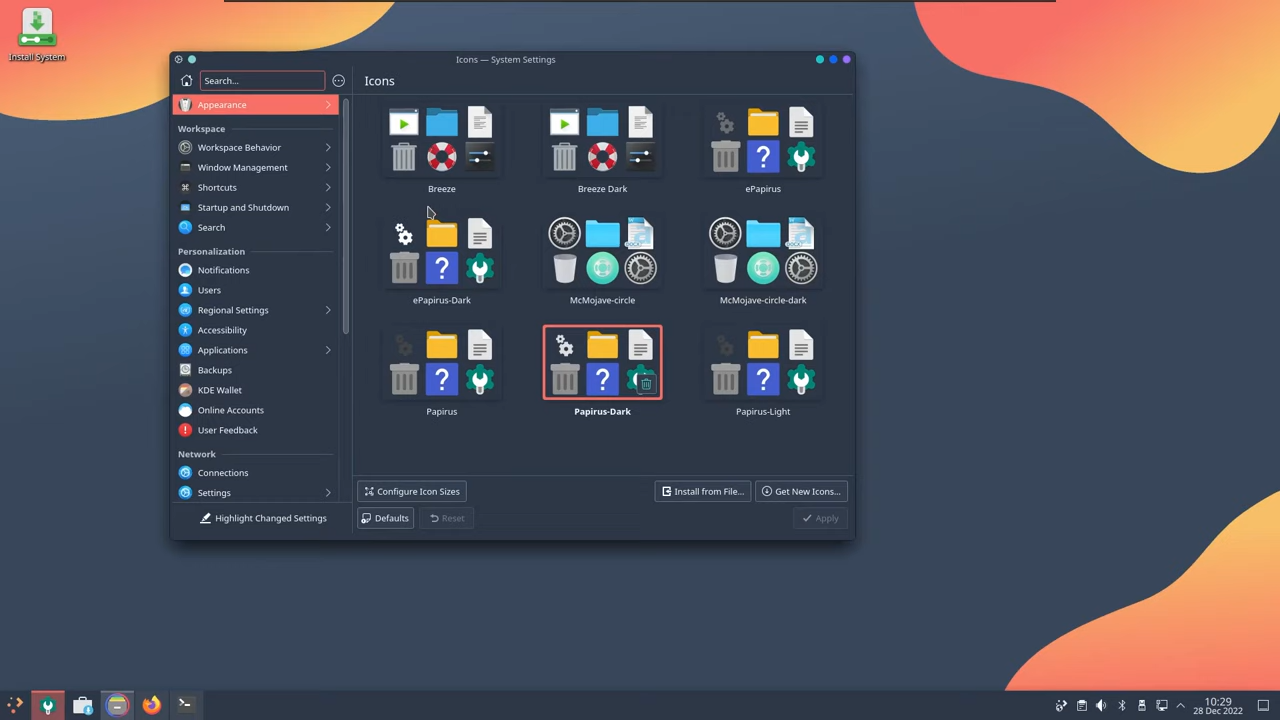 Install System
Icons — System Settings
Search...
Icons
Appearance
Workspace
Workspace Behavior
Window Management
Shortcuts
Startup and Shutdown
Search
Personalization
Notifications
Users
Regional Settings
Accessibility
Applications
Backups
KDE Wallet
Online Accounts
User Feedback
Network
Connections
Settings
Highlight Changed Settings
Breeze
Breeze Dark
ePapirus
ePapirus-Dark
McMojave-circle
McMojave-circle-dark
Papirus
Papirus-Dark
Papirus-Light
Configure Icon Sizes
Install from File...
Get New Icons...
Defaults
Reset
Apply
10:29
28 Dec 2022